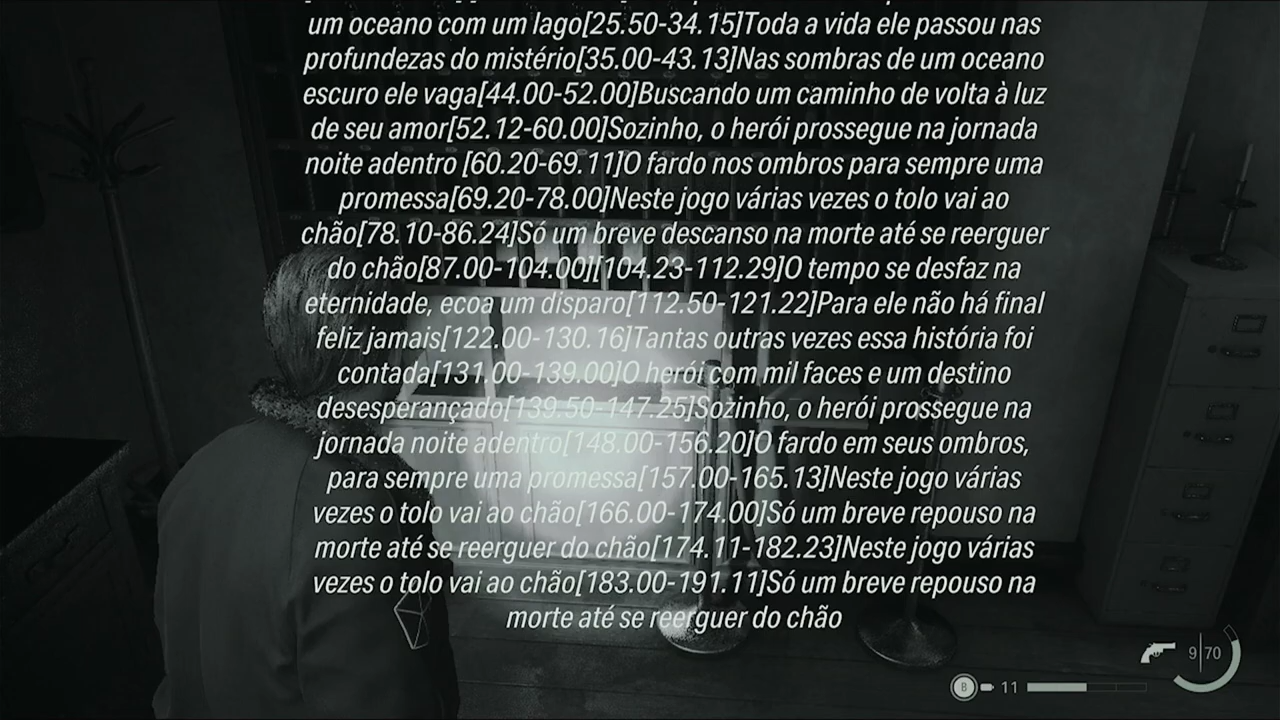 um oceano com um lago[25.50-34.15]Toda a vida ele passou nas
profundezas do mistério[35.00-43.13]Nas sombras de um oceano
escuro ele vaga[44.00-52.00]Buscando um caminho de volta à luz
de seu amor[52.12-60.00]Sozinho, o herói prossegue na jornada
noite adentro [60.20-69.11]O fardo nos ombros para sempre uma
promessa[69.20-78.00]Neste jogo várias vezes o tolo vai ao
chão[78.10-86.24]Só um breve descanso na morte até se reerguer
do chão[87.00-104.00][104.23-112.29]O tempo se desfaz na
eternidade, ecoa um disparo[112.50-121.22]Para ele não há final
feliz jamais[122.00-130.16]Tantas outras vezes essa história foi
contada[131.00-139.00]O herói com mil faces e um destino
desesperançado[139.50-147.25]Sozinho, o herói prossegue na
jornada noite adentro[148.00-156.20]O fardo em seus ombros,
para sempre uma promessa[157.00-165.13]Neste jogo várias
vezes o tolo vai ao chão[166.00-174.00]Só um breve repouso na
morte até se reerguer do chão[174.11-182.23]Neste jogo várias
vezes o tolo vai ao chão[183.00-191.11]Só um breve repouso na
morte até se reerguer do chão
9|70
B 11